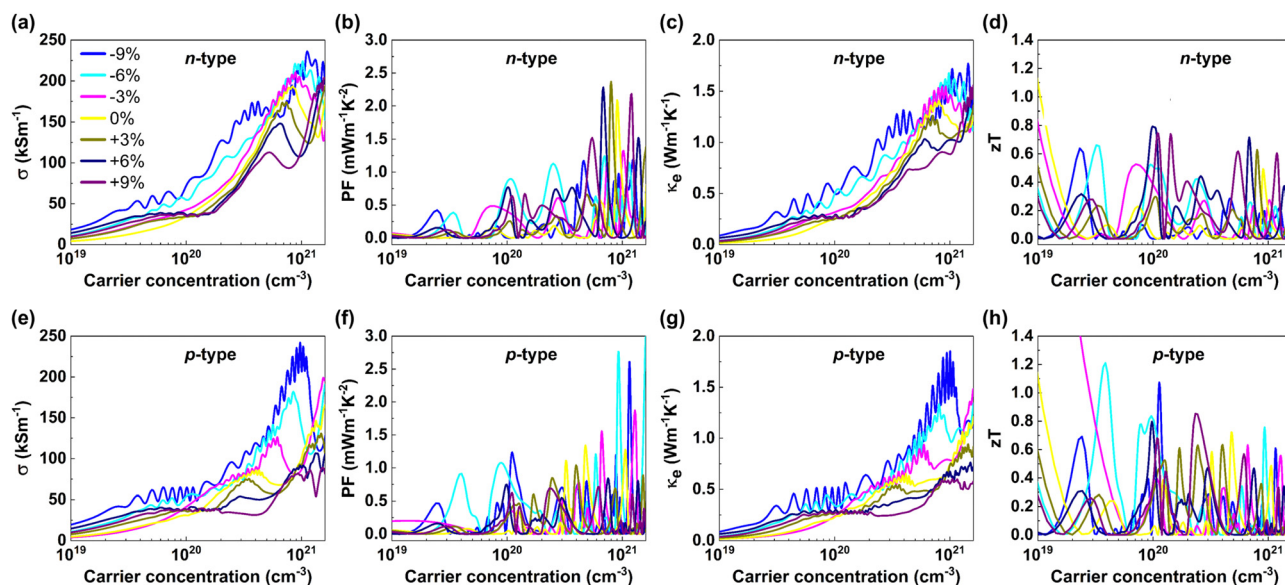 (a)
n-type
-9%
-6%
-3%
0%
+3%
+6%
+9%
σ (kSm⁻¹)
250
200
150
100
50
0
10¹⁹
10²⁰
10²¹
Carrier concentration (cm⁻³)
(b)
n-type
PF (mWm⁻¹K⁻²)
3.0
2.5
2.0
1.5
1.0
0.5
0.0
10¹⁹
10²⁰
10²¹
Carrier concentration (cm⁻³)
(c)
n-type
κₑ (Wm⁻¹K⁻¹)
2.0
1.5
1.0
0.5
0.0
10¹⁹
10²⁰
10²¹
Carrier concentration (cm⁻³)
(d)
n-type
zT
1.4
1.2
1.0
0.8
0.6
0.4
0.2
0.0
10¹⁹
10²⁰
10²¹
Carrier concentration (cm⁻³)
(e)
p-type
σ (kSm⁻¹)
250
200
150
100
50
0
10¹⁹
10²⁰
10²¹
Carrier concentration (cm⁻³)
(f)
p-type
PF (mWm⁻¹K⁻²)
3.0
2.5
2.0
1.5
1.0
0.5
0.0
10¹⁹
10²⁰
10²¹
Carrier concentration (cm⁻³)
(g)
p-type
κₑ (Wm⁻¹K⁻¹)
2.0
1.5
1.0
0.5
0.0
10¹⁹
10²⁰
10²¹
Carrier concentration (cm⁻³)
(h)
p-type
zT
1.4
1.2
1.0
0.8
0.6
0.4
0.2
0.0
10¹⁹
10²⁰
10²¹
Carrier concentration (cm⁻³)